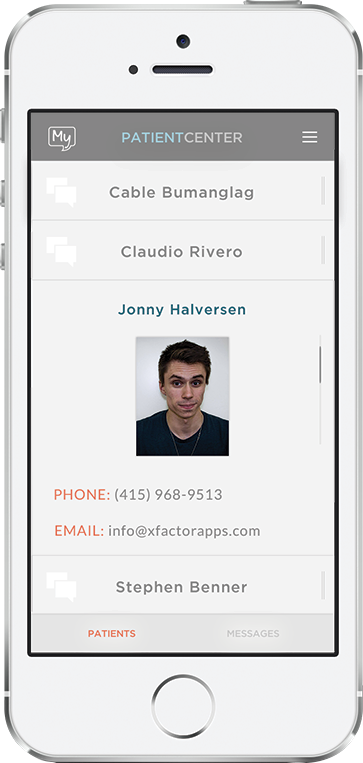 My PATIENTCENTER
Cable Bumanglag
Claudio Rivero
Jonny Halversen
PHONE: (415) 968-9513
EMAIL: info@xfactorapps.com
Stephen Benner
PATIENTS MESSAGES